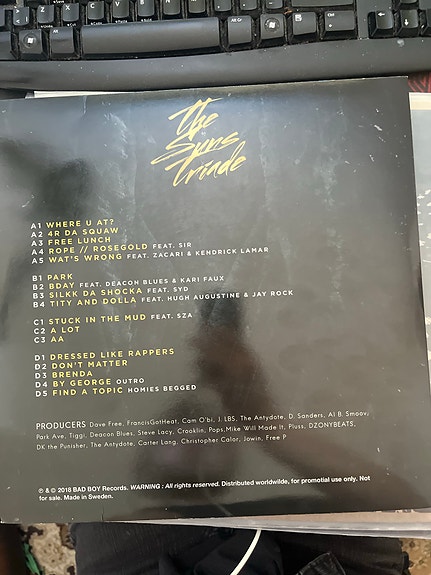 Alt Gr
Ctrl
The
Suns
Triade
A1 WHERE U AT?
A2 4R DA SQUAW
A3 FREE LUNCH
A4 ROPE // ROSEGOLD FEAT. SIR
A5 WAT'S WRONG FEAT. ZACARI & KENDRICK LAMAR
B1 PARK
B2 BDAY FEAT. DEACON BLUES & KARI FAUX
B3 SILKK DA SHOCKA FEAT. SYD
B4 TITY AND DOLLA FEAT. HUGH AUGUSTINE & JAY ROCK
C1 STUCK IN THE MUD FEAT. SZA
C2 A LOT
C3 AA
D1 DRESSED LIKE RAPPERS
D2 DON'T MATTER
D3 BRENDA
D4 BY GEORGE OUTRO
D5 FIND A TOPIC HOMIES BEGGED
PRODUCERS Dave Free, FrancisGotHeat, Cam O'bi, J. LBS, The Antydote, D. Sanders, Al B. Smoov,
Park Ave, Tiggi, Deacon Blues, Steve Lacy, Crooklin, Pops,Mike Will Made It, Pluss, DZONYBEATS,
DK the Punisher, The Antydote, Carter Lang, Christopher Calor, Jowin, Free P
℗ & © 2018 BAD BOY Records. WARNING : All rights reserved. Distributed worldwilde, for promotial use only. Not
for sale. Made in Sweden.